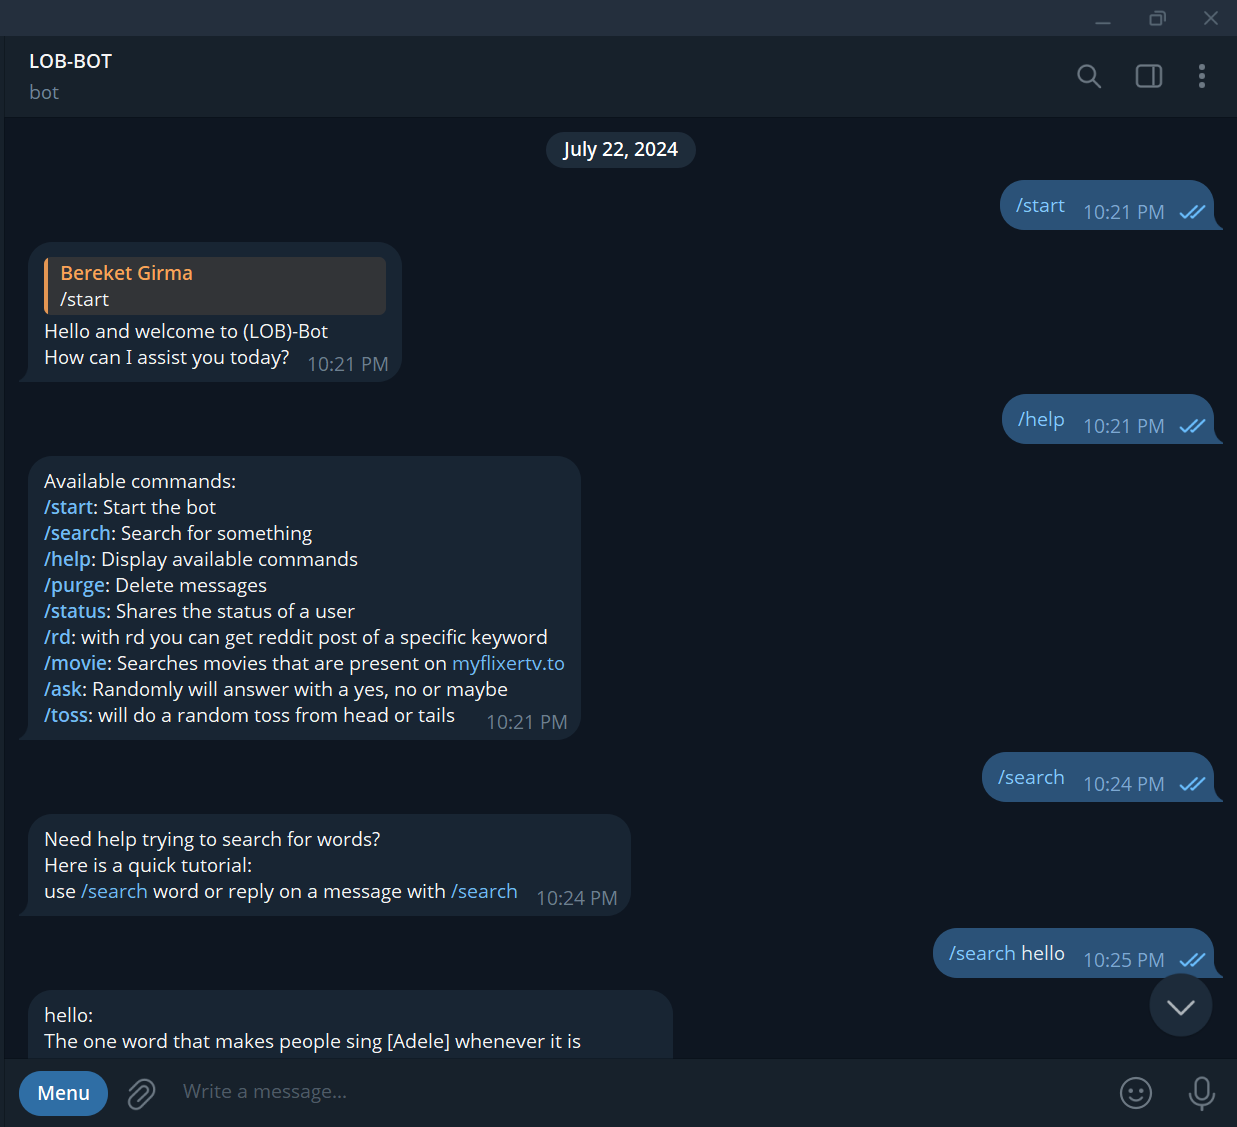 LOB-BOT
bot
July 22, 2024
/start 10:21 PM
Bereket Girma
/start
Hello and welcome to (LOB)-Bot
How can I assist you today? 10:21 PM
/help 10:21 PM
Available commands:
/start: Start the bot
/search: Search for something
/help: Display available commands
/purge: Delete messages
/status: Shares the status of a user
/rd: with rd you can get reddit post of a specific keyword
/movie: Searches movies that are present on myflixertv.to
/ask: Randomly will answer with a yes, no or maybe
/toss: will do a random toss from head or tails 10:21 PM
/search 10:24 PM
Need help trying to search for words?
Here is a quick tutorial:
use /search word or reply on a message with /search 10:24 PM
/search hello 10:25 PM
hello:
The one word that makes people sing [Adele] whenever it is
Menu Write a message...